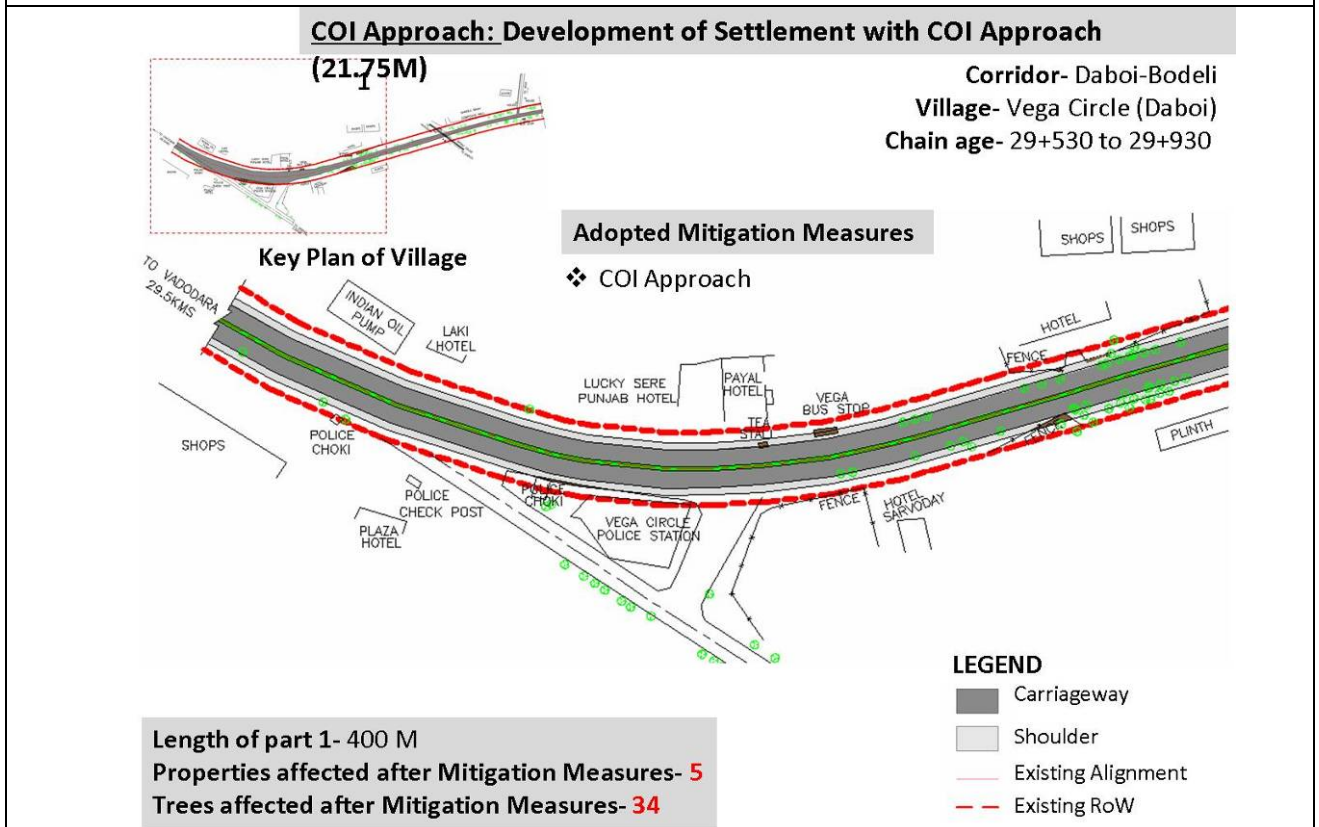 COI Approach: Development of Settlement with COI Approach
(21.75M)
Corridor- Daboi-Bodeli
Village- Vega Circle (Daboi)
Chain age- 29+530 to 29+930
Adopted Mitigation Measures
❖ COI Approach
Key Plan of Village
SHOPS
SHOPS
TO VADODARA
29.5KMS
INDIAN OIL
PUMP
LAKI
HOTEL
HOTEL
FENCE
LUCKY SERE
PUNJAB HOTEL
PAYAL
HOTEL
VEGA
BUS STOP
TEA
STAL
SHOPS
POLICE
CHOKI
FENCE
PLINTH
POLICE
CHECK POST
POLICE
CHOKI
PLAZA
HOTEL
VEGA CIRCLE
POLICE STATION
FENCE
HOTEL
SARVODAY
LEGEND
Carriageway
Shoulder
Existing Alignment
Existing RoW
Length of part 1- 400 M
Properties affected after Mitigation Measures- 5
Trees affected after Mitigation Measures- 34